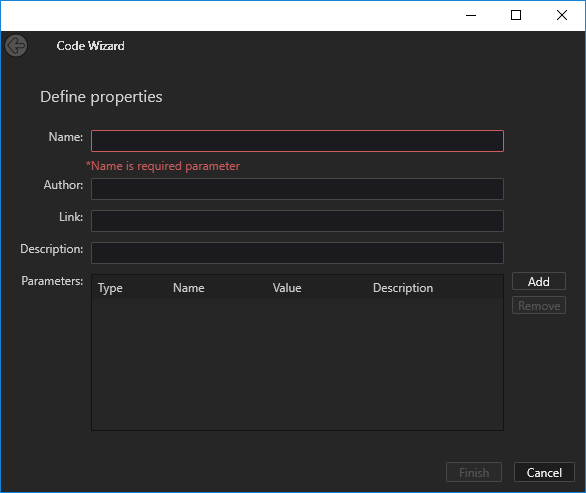 Code Wizard
Define properties
Name:
*Name is required parameter
Author:
Link:
Description:
Parameters:
Type Name Value Description
Add
Remove
Finish Cancel